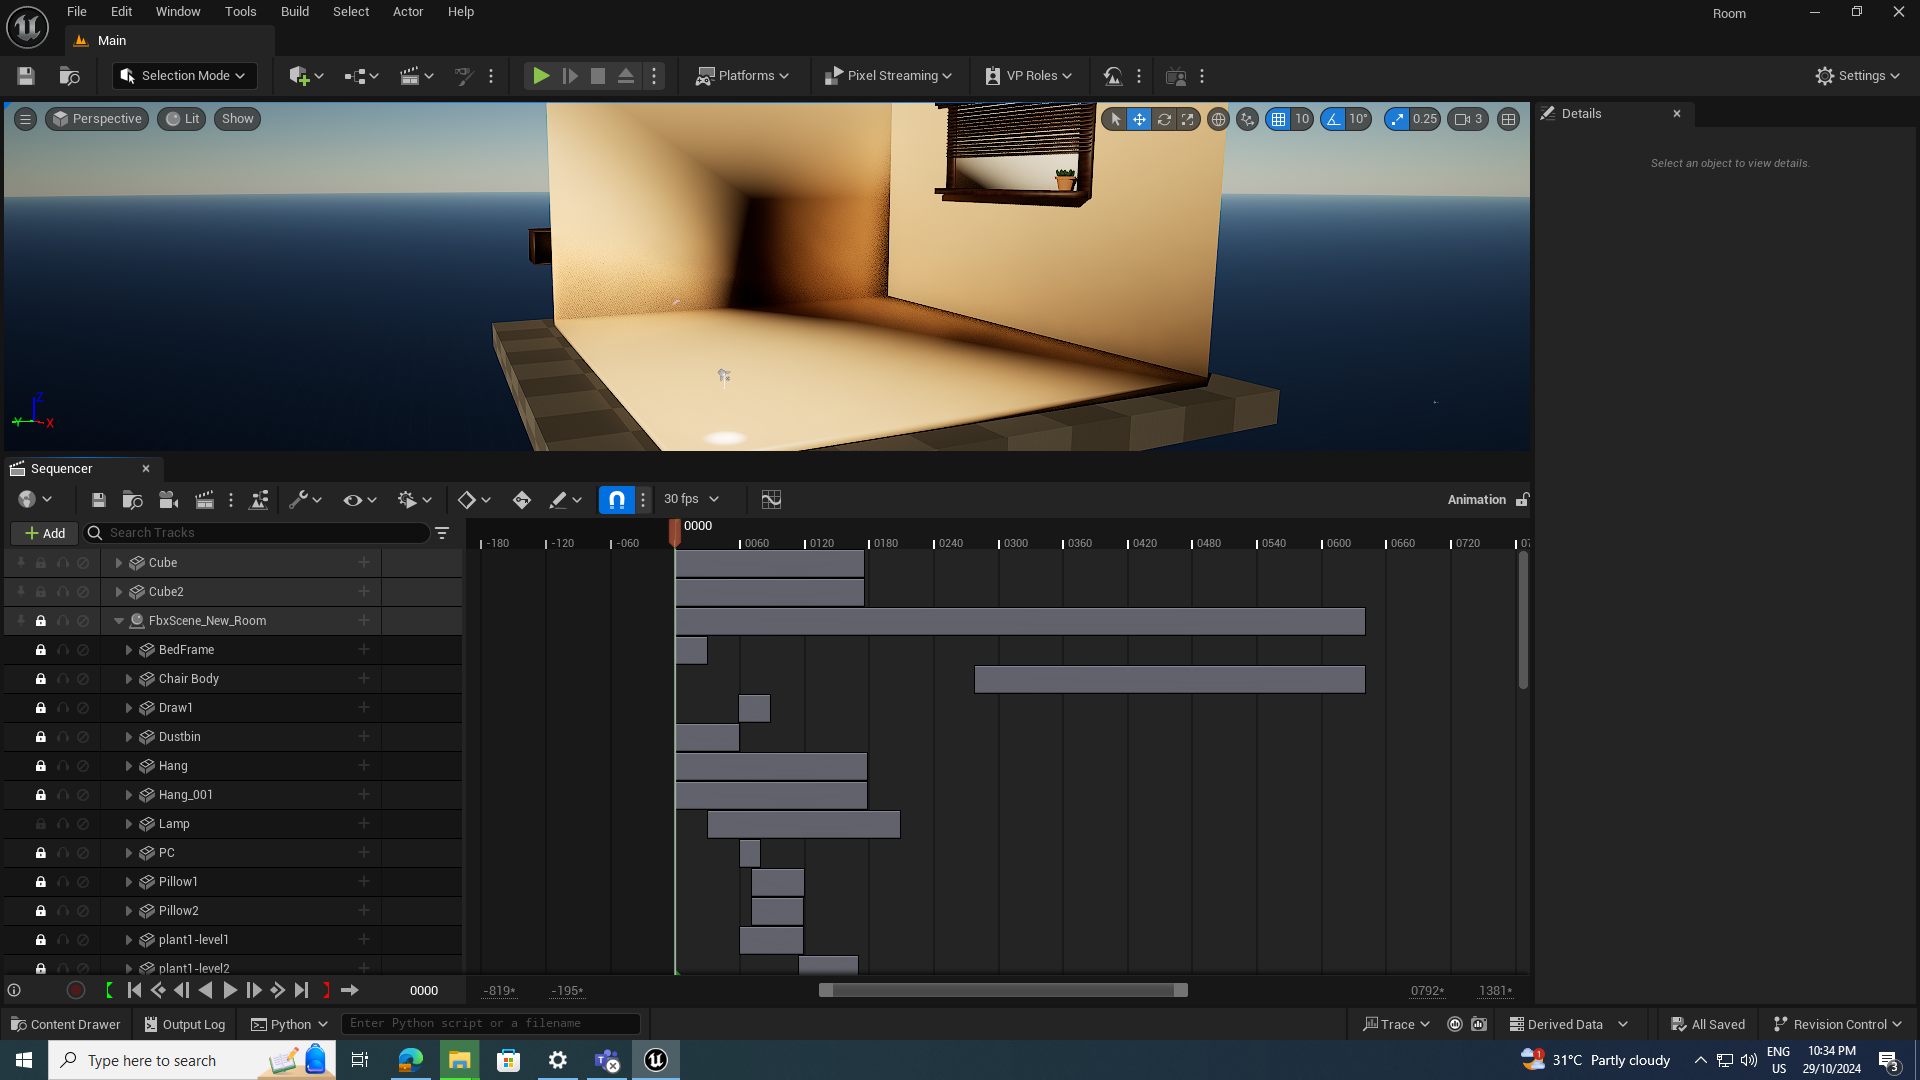 File Edit Window Tools Build Select Actor Help Room
Main
Selection Mode Platforms Pixel Streaming VP Roles Settings
Perspective Lit Show 10 10° 0.25 3 Details
Select an object to view details.
Z
Y X
Sequencer
30 fps Animation
Add Search Tracks 0000
-180 -120 -060 0060 0120 0180 0240 0300 0360 0420 0480 0540 0600 0660 0720
Cube
Cube2
FbxScene_New_Room
BedFrame
Chair Body
Draw1
Dustbin
Hang
Hang_001
Lamp
PC
Pillow1
Pillow2
plant1-level1
plant1-level2
0000 -819* -195* 0792* 1381*
Content Drawer Output Log Python Enter Python script or a filename Trace Derived Data All Saved Revision Control
Type here to search 1 31°C Partly cloudy ENG US 10:34 PM 29/10/2024 3